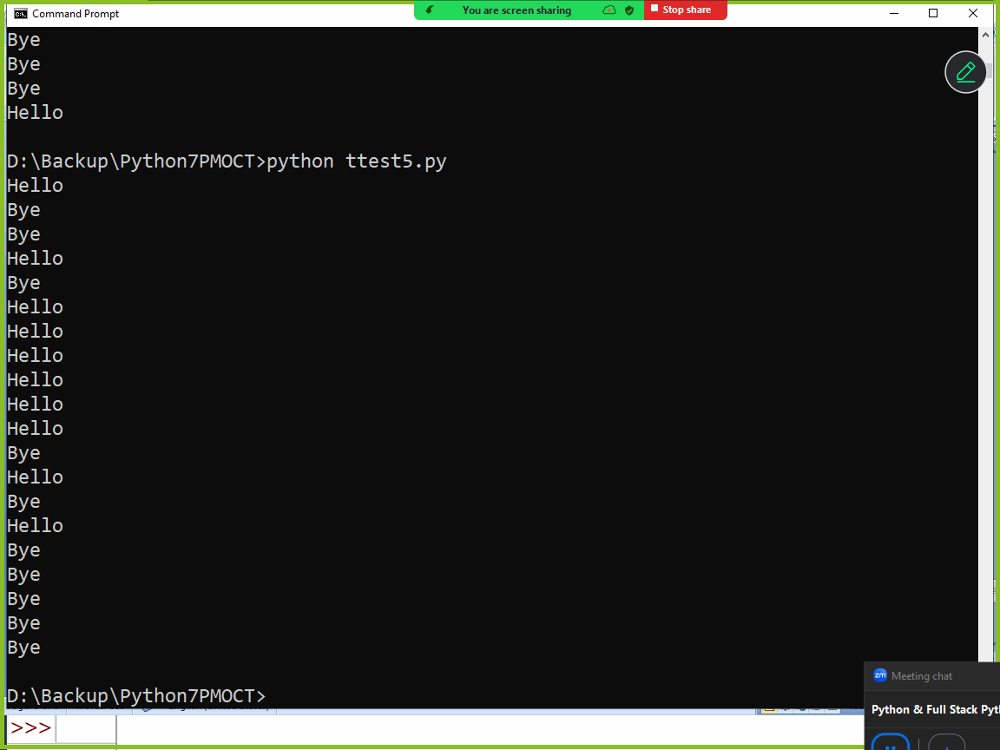 Command Prompt
You are screen sharing
Stop share
Bye
Bye
Bye
Hello
D:\Backup\Python7PMOCT>python ttest5.py
Hello
Bye
Bye
Hello
Bye
Hello
Hello
Hello
Hello
Hello
Hello
Bye
Hello
Bye
Hello
Bye
Bye
Bye
Bye
Bye
D:\Backup\Python7PMOCT>
zm Meeting chat
Python & Full Stack Pyt
>>>